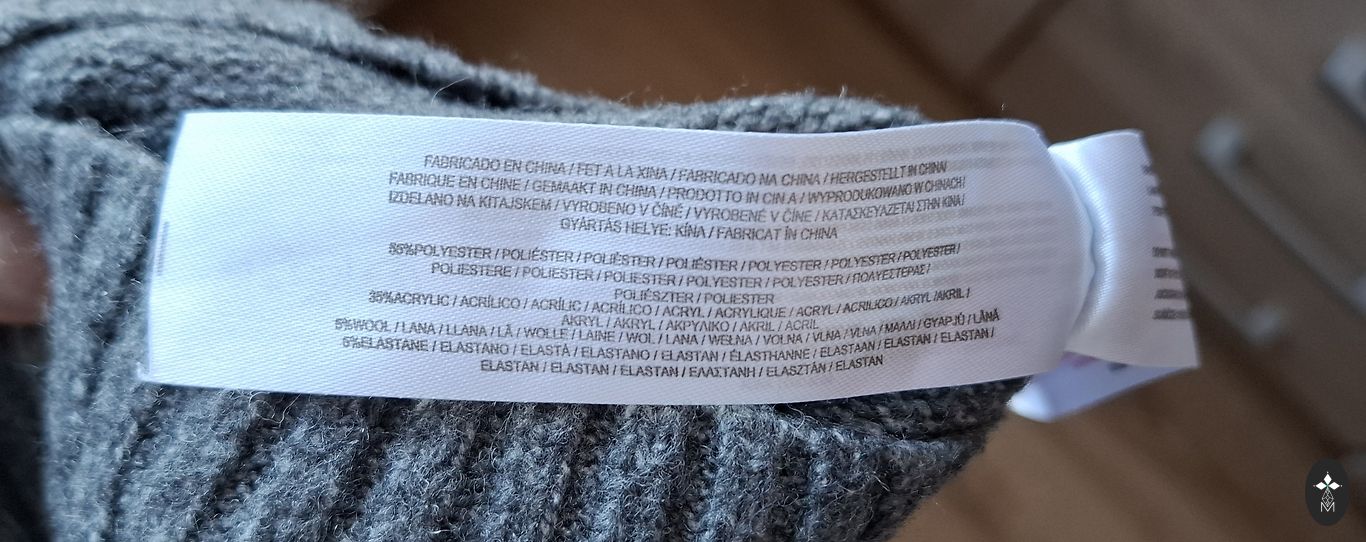 FABRICADO EN CHINA / FET A LA XINA / FABRICADO NA CHINA / HERGESTELLT IN CHINA/
FABRIQUE EN CHINE / GEMAAKT IN CHINA / PRODOTTO IN CIN A / WYPRODUKOWANO W CHINACH /
IZDELANO NA KITAJSKEM / VYROBENO V ČÍNĚ / VYROBENÉ V ČÍNE / ΚΑΤΑΣΚΕΥΑΖΕΤΑΙ ΣΤΗΝ ΚΙΝΑ /
GYÁRTÁS HELYE: KÍNA / FABRICAT ÎN CHINA
55%POLYESTER / POLIÉSTER / POLIÈSTER / POLIÉSTER / POLYESTER / POLYESTER / POLYESTER /
POLIESTERE / POLIESTER / POLIESTER / POLYESTER / POLYESTER / ΠΟΛΥΕΣΤΕΡΑΣ /
POLIÉSZTER / POLIESTER
35%ACRYLIC / ACRÍLICO / ACRÍLIC / ACRÍLICO / ACRYL / ACRYLIQUE / ACRYL / ACRILICO / AKRYL /AKRIL /
AKRYL / AKRYL / ΑΚΡΥΛΙΚΟ / AKRIL / ACRIL
5%WOOL / LANA / LLANA / LÃ / WOLLE / LAINE / WOL / LANA / WEŁNA / VOLNA / VLNA / VLNA / ΜΑΛΛΙ / GYAPJÚ / LÂNĂ
5%ELASTANE / ELASTANO / ELASTÀ / ELASTANO / ELASTAN / ÉLASTHANNE / ELASTAAN / ELASTAN / ELASTAN /
ELASTAN / ELASTAN / ELASTAN / ΕΛΑΣΤΑΝΗ / ELASZTÁN / ELASTAN
M